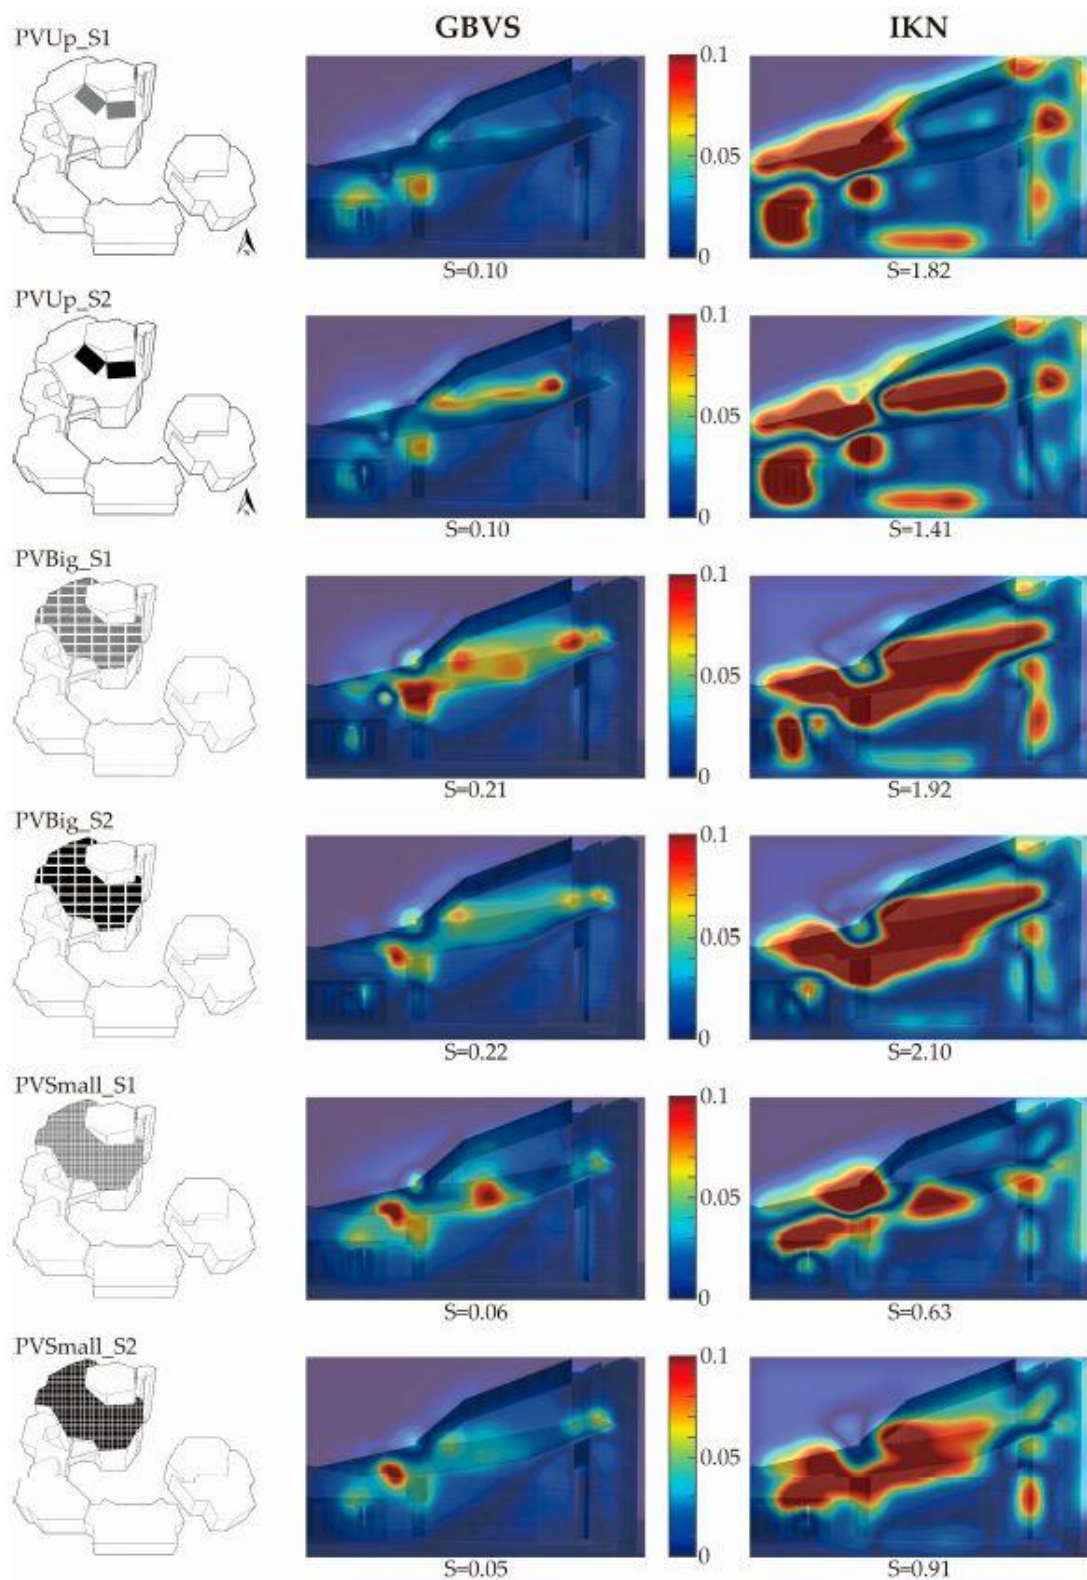 GBVS IKN
PVUp_S1
0.1
0.05
0
S=0.10 S=1.82
PVUp_S2
0.1
0.05
0
S=0.10 S=1.41
PVBig_S1
0.1
0.05
0
S=0.21 S=1.92
PVBig_S2
0.1
0.05
0
S=0.22 S=2.10
PVSmall_S1
0.1
0.05
0
S=0.06 S=0.63
PVSmall_S2
0.1
0.05
0
S=0.05 S=0.91